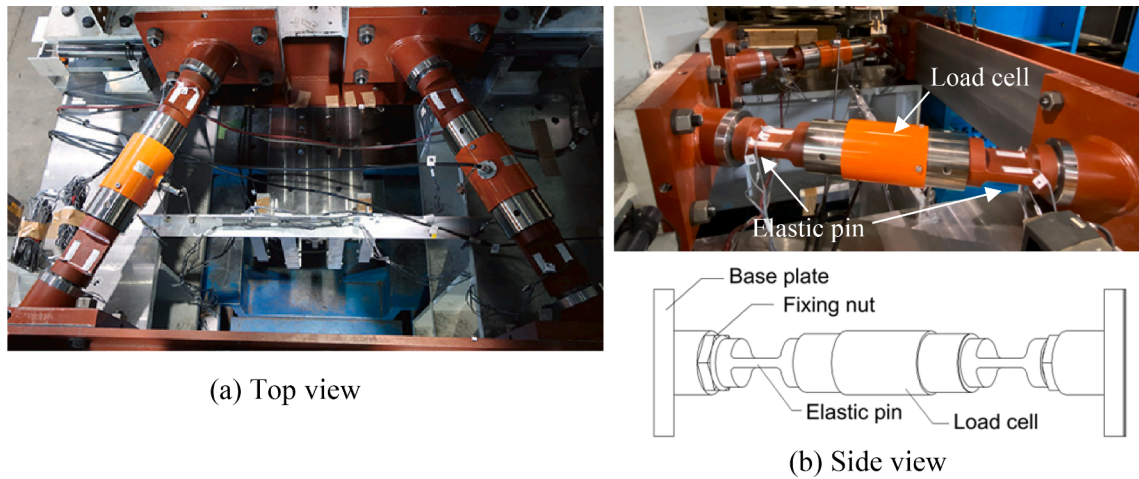 Load cell
Elastic pin
Base plate
Fixing nut
Elastic pin
Load cell
(a) Top view
(b) Side view